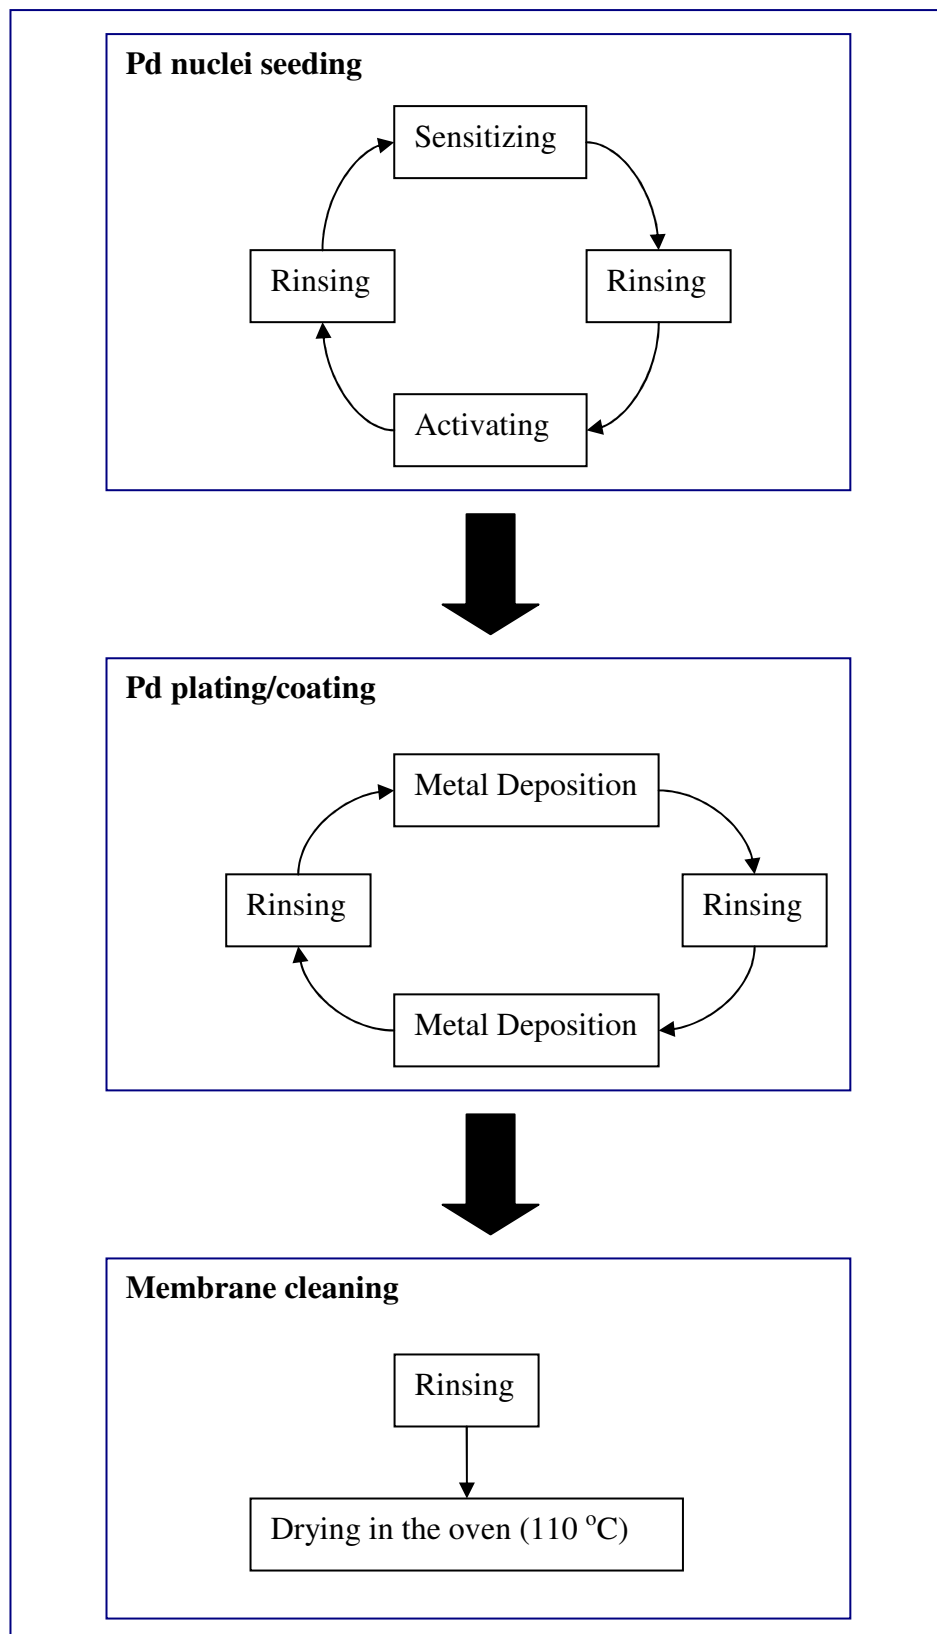 Pd nuclei seeding
Sensitizing
Rinsing
Rinsing
Activating
Pd plating/coating
Metal Deposition
Rinsing
Rinsing
Metal Deposition
Membrane cleaning
Rinsing
Drying in the oven (110 °C)